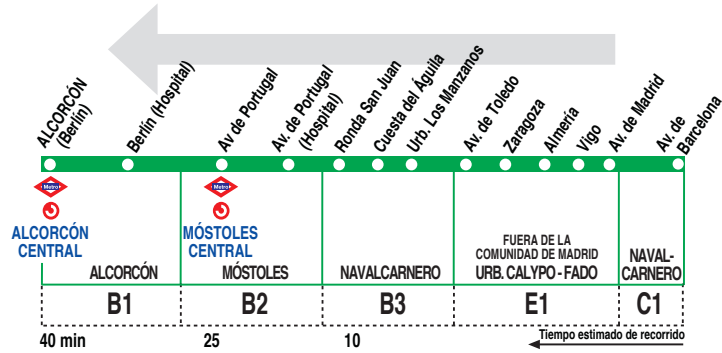 ALCORCÓN
(Berlín)
Berlín (Hospital)
Av de Portugal
Av. de Portugal
(Hospital)
Ronda San Juan
Cuesta del Águila
Urb. Los Manzanos
Av. de Toledo
Zaragoza
Almería
Vigo
Av. de Madrid
Av. de
Barcelona
Metro
Metro
ALCORCÓN
CENTRAL
MÓSTOLES
CENTRAL
ALCORCÓN
MÓSTOLES
NAVALCARNERO
FUERA DE LA
COMUNIDAD DE MADRID
URB. CALYPO - FADO
NAVAL-
CARNERO
B1
B2
B3
E1
C1
40 min
25
10
Tiempo estimado de recorrido